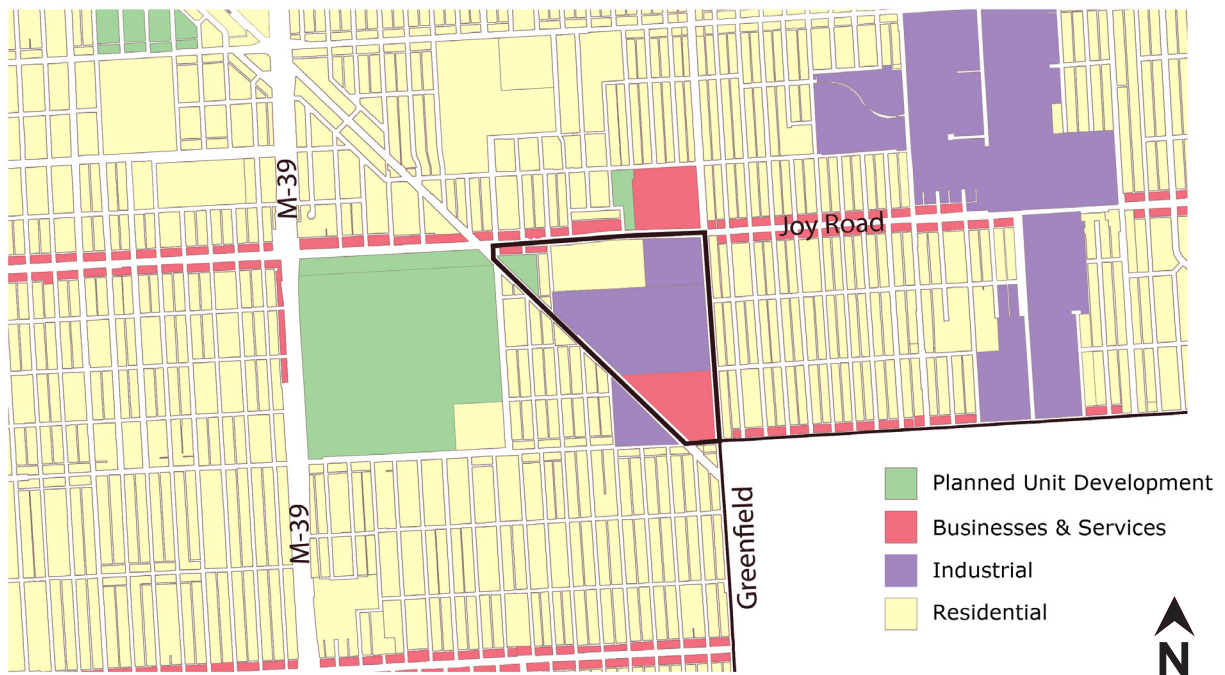 M-39
Joy Road
M-39
Greenfield
Planned Unit Development
Businesses & Services
Industrial
Residential
N